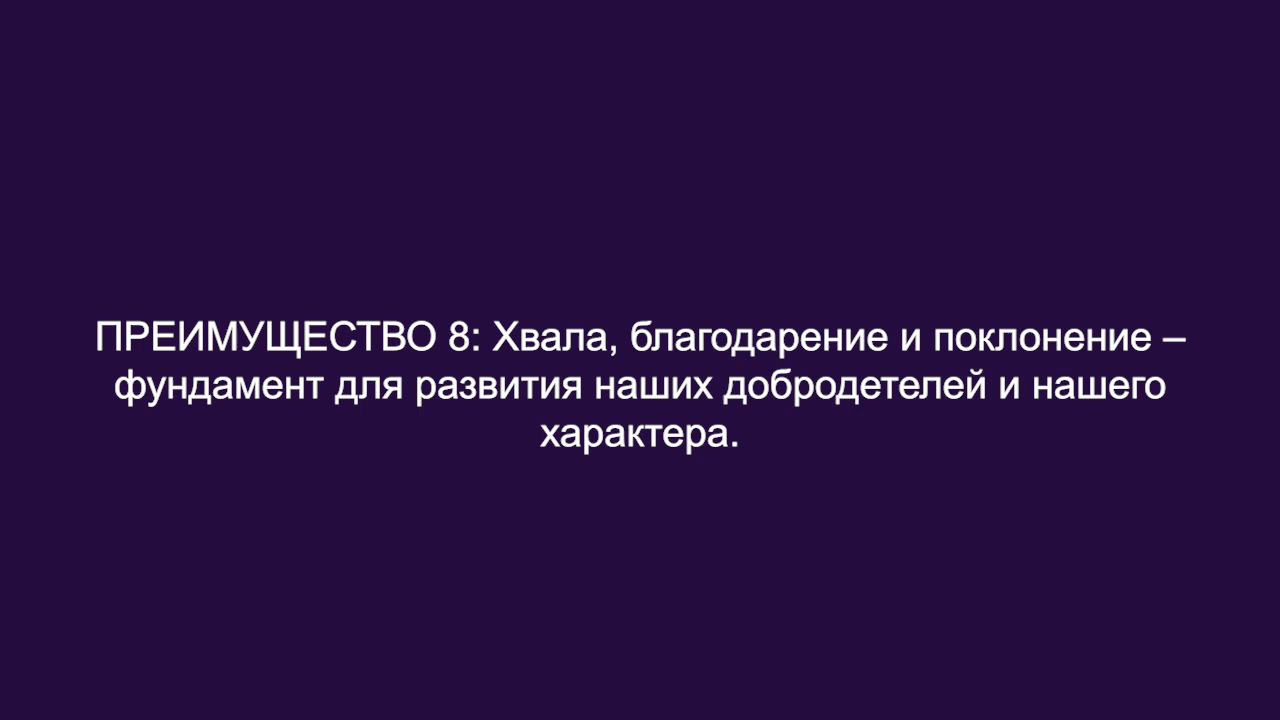 ПРЕИМУЩЕСТВО 8: Хвала, благодарение и поклонение –
фундамент для развития наших добродетелей и нашего
характера.